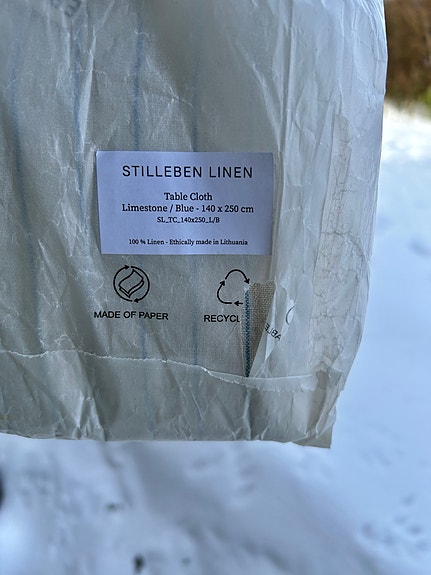 STILLEBEN LINEN
Table Cloth
Limestone / Blue - 140 x 250 cm
SL_TC_140x250_L/B
100 % Linen - Ethically made in Lithuania
MADE OF PAPER
RECYCL
ABLE